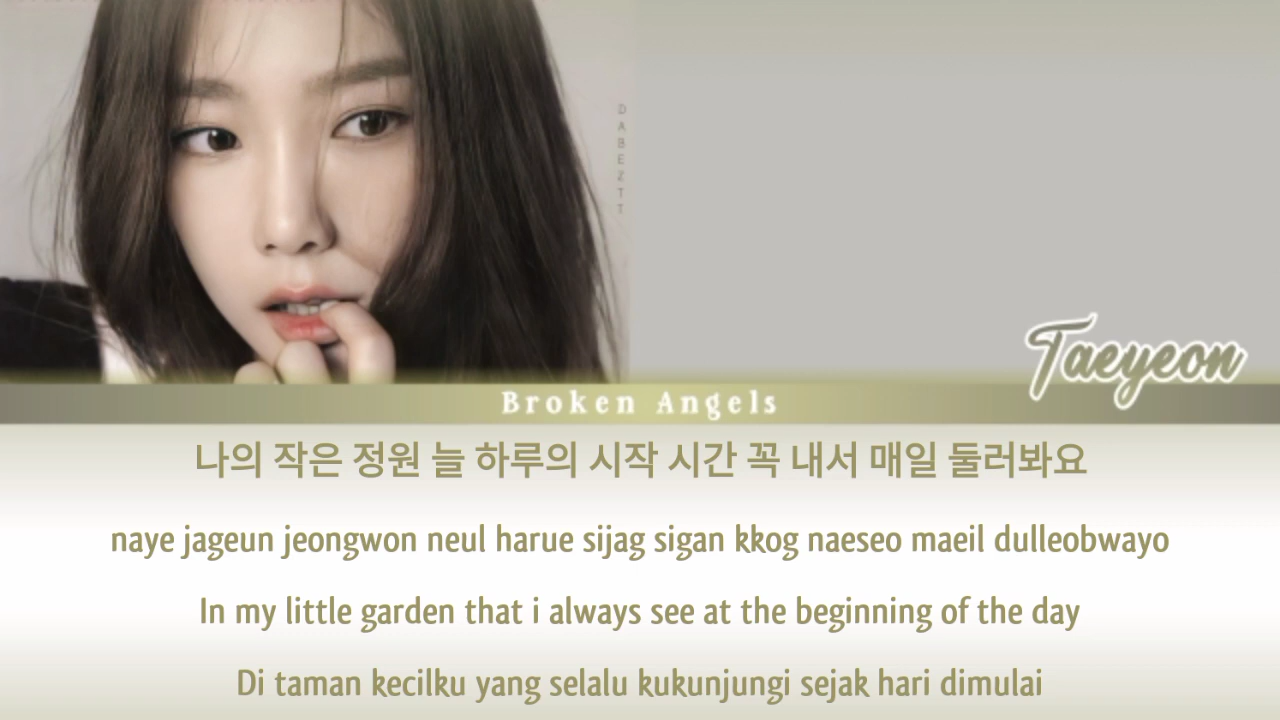 DABEZTT
Taeyeon
Broken Angels
나의 작은 정원 늘 하루의 시작 시간 꼭 내서 매일 둘러봐요
naye jageun jeongwon neul harue sijag sigan kkog naeseo maeil dulleobwayo
In my little garden that i always see at the beginning of the day
Di taman kecilku yang selalu kukunjungi sejak hari dimulai